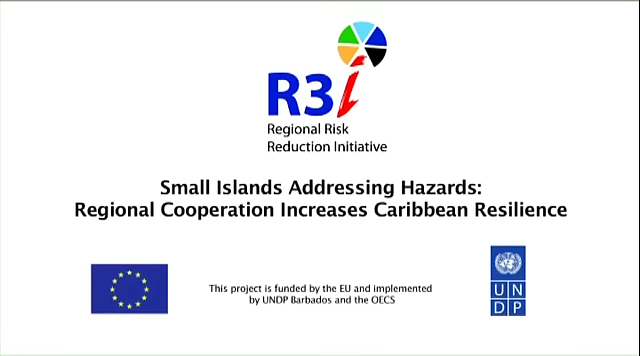 R3i
Regional Risk
Reduction Initiative
Small Islands Addressing Hazards:
Regional Cooperation Increases Caribbean Resilience
This project is funded by the EU and implemented
by UNDP Barbados and the OECS
U N
D P